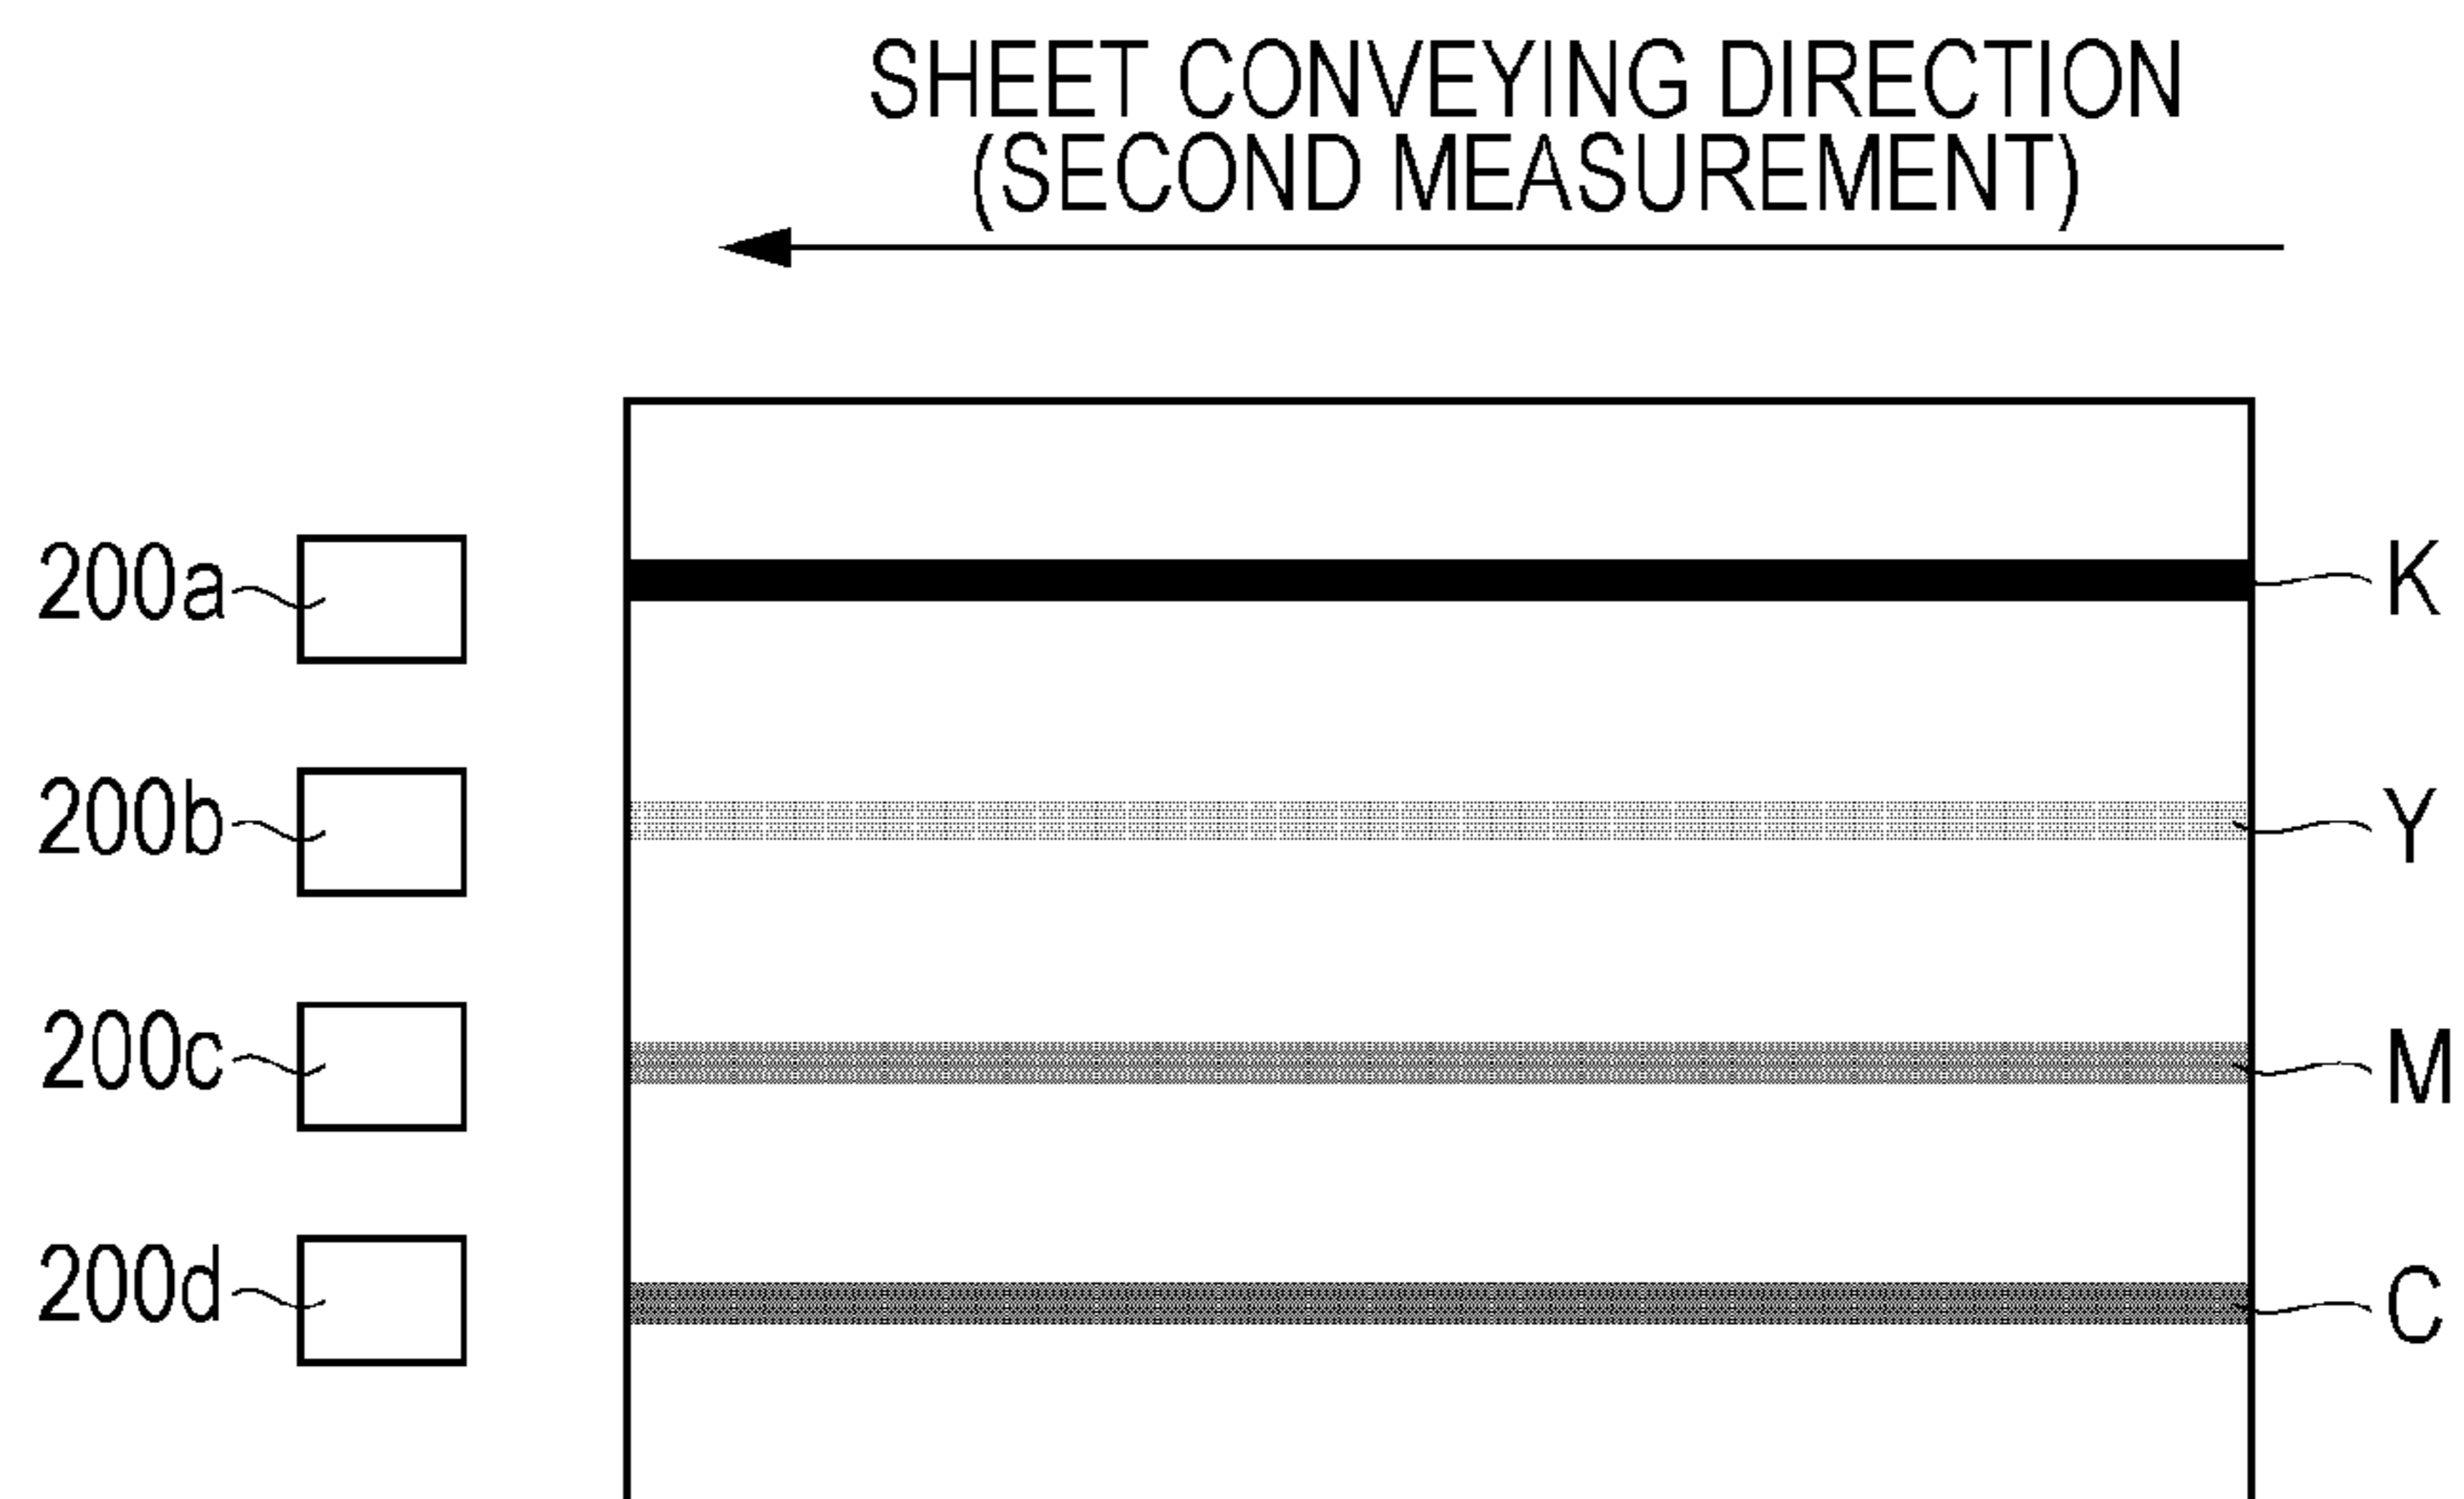 SHEET CONVEYING DIRECTION
(SECOND MEASUREMENT)
200a
K
200b
Y
200c
M
200d
C